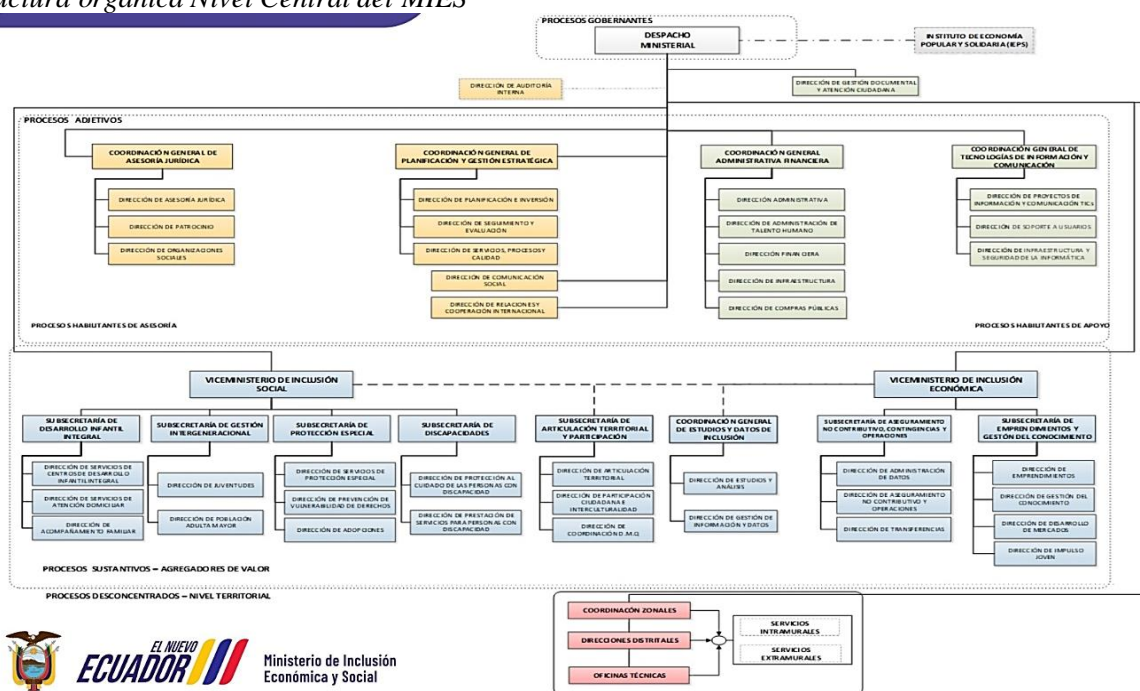 uctura orgánica Nivel Central del MIES
PROCESOS GOBERNANTES
DESPACHO
MINISTERIAL
INSTITUTO DE ECONOMÍA
POPULAR Y SOLIDARIA (IEPS)
DIRECCIÓN DE AUDITORÍA
INTERNA
DIRECCIÓN DE GESTIÓN DOCUMENTAL
Y ATENCIÓN CIUDADANA
PROCESOS ADJETIVOS
COORDINACIÓN GENERAL DE
ASESORÍA JURÍDICA
DIRECCIÓN DE ASESORÍA JURÍDICA
DIRECCIÓN DE PATROCINIO
DIRECCIÓN DE ORGANIZACIONES
SOCIALES
COORDINACIÓN GENERAL DE
PLANIFICACIÓN Y GESTIÓN ESTRATÉGICA
DIRECCIÓN DE PLANIFICACIÓN E INVERSIÓN
DIRECCIÓN DE SEGUIMIENTO Y
EVALUACIÓN
DIRECCIÓN DE SERVICIOS, PROCESOS Y
CALIDAD
DIRECCIÓN DE COMUNICACIÓN
SOCIAL
DIRECCIÓN DE RELACIONES Y
COOPERACIÓN INTERNACIONAL
COORDINACIÓN GENERAL
ADMINISTRATIVA FINANCIERA
DIRECCIÓN ADMINISTRATIVA
DIRECCIÓN DE ADMINISTRACIÓN DE
TALENTO HUMANO
DIRECCIÓN FINANCIERA
DIRECCIÓN DE INFRAESTRUCTURA
DIRECCIÓN DE COMPRAS PÚBLICAS
COORDINACIÓN GENERAL DE
TECNOLOGÍAS DE INFORMACIÓN Y
COMUNICACIÓN
DIRECCIÓN DE PROYECTOS DE
INFORMACIÓN Y COMUNICACIÓN TICs
DIRECCIÓN DE SOPORTE A USUARIOS
DIRECCIÓN DE INFRAESTRUCTURA Y
SEGURIDAD DE LA INFORMÁTICA
PROCESOS HABILITANTES DE ASESORÍA
PROCESOS HABILITANTES DE APOYO
VICEMINISTERIO DE INCLUSIÓN
SOCIAL
VICEMINISTERIO DE INCLUSIÓN
ECONÓMICA
SUBSECRETARÍA DE
DESARROLLO INFANTIL
INTEGRAL
DIRECCIÓN DE SERVICIOS DE
CENTROS DE DESARROLLO
INFANTIL INTEGRAL
DIRECCIÓN DE SERVICIOS DE
ATENCIÓN DOMICILIAR
DIRECCIÓN DE
ACOMPAÑAMIENTO FAMILIAR
SUBSECRETARÍA DE GESTIÓN
INTERGENERACIONAL
DIRECCIÓN DE JUVENTUDES
DIRECCIÓN DE POBLACIÓN
ADULTA MAYOR
SUBSECRETARÍA DE
PROTECCIÓN ESPECIAL
DIRECCIÓN DE SERVICIOS DE
PROTECCIÓN ESPECIAL
DIRECCIÓN DE PREVENCIÓN DE
VULNERABILIDAD DE DERECHOS
DIRECCIÓN DE ADOPCIONES
SUBSECRETARÍA DE
DISCAPACIDADES
DIRECCIÓN DE PROTECCIÓN AL
CUIDADO DE LAS PERSONAS CON
DISCAPACIDAD
DIRECCIÓN DE PRESTACIÓN DE
SERVICIOS PARA PERSONAS CON
DISCAPACIDAD
SUBSECRETARÍA DE
ARTICULACIÓN TERRITORIAL
Y PARTICIPACIÓN
DIRECCIÓN DE ARTICULACIÓN
TERRITORIAL
DIRECCIÓN DE PARTICIPACIÓN
CIUDADANA E
INTERCULTURALIDAD
DIRECCIÓN DE
COORDINACIÓN D.M.Q.
COORDINACIÓN GENERAL
DE ESTUDIOS Y DATOS DE
INCLUSIÓN
DIRECCIÓN DE ESTUDIOS Y
ANÁLISIS
DIRECCIÓN DE GESTIÓN DE
INFORMACIÓN Y DATOS
SUBSECRETARÍA DE ASEGURAMIENTO
NO CONTRIBUTIVO, CONTINGENCIAS Y
OPERACIONES
DIRECCIÓN DE ADMINISTRACIÓN
DE DATOS
DIRECCIÓN DE ASEGURAMIENTO
NO CONTRIBUTIVO Y
OPERACIONES
DIRECCIÓN DE TRANSFERENCIAS
SUBSECRETARÍA DE
EMPRENDIMIENTOS Y
GESTIÓN DEL CONOCIMIENTO
DIRECCIÓN DE
EMPRENDIMIENTOS
DIRECCIÓN DE GESTIÓN DEL
CONOCIMIENTO
DIRECCIÓN DE DESARROLLO
DE MERCADOS
DIRECCIÓN DE IMPULSO
JOVEN
PROCESOS SUSTANTIVOS – AGREGADORES DE VALOR
PROCESOS DESCONCENTRADOS – NIVEL TERRITORIAL
COORDINACÓN ZONALES
DIRECCIONES DISTRITALES
OFICINAS TÉCNICAS
SERVICIOS
INTRAMURALES
SERVICIOS
EXTRAMURALES
EL NUEVO
ECUADOR
Ministerio de Inclusión
Económica y Social